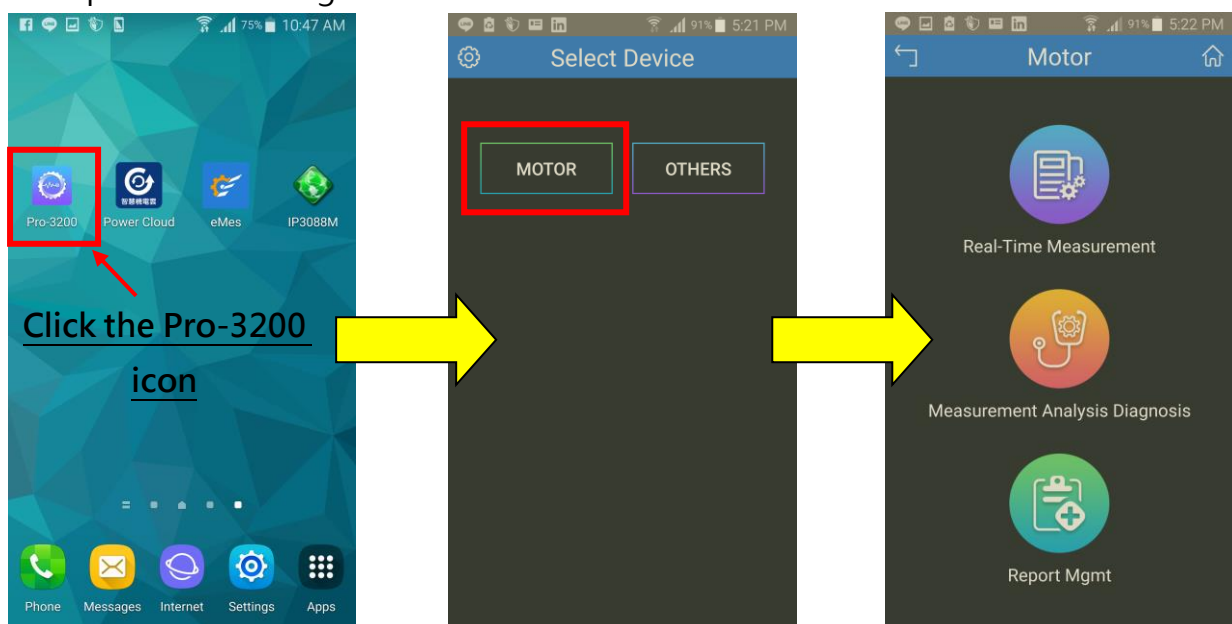 75% 10:47 AM
Pro-3200
Power Cloud
eMes
IP3088M
Click the Pro-3200
icon
Phone
Messages
Internet
Settings
Apps
91% 5:21 PM
Select Device
MOTOR
OTHERS
91% 5:22 PM
Motor
Real-Time Measurement
Measurement Analysis Diagnosis
Report Mgmt